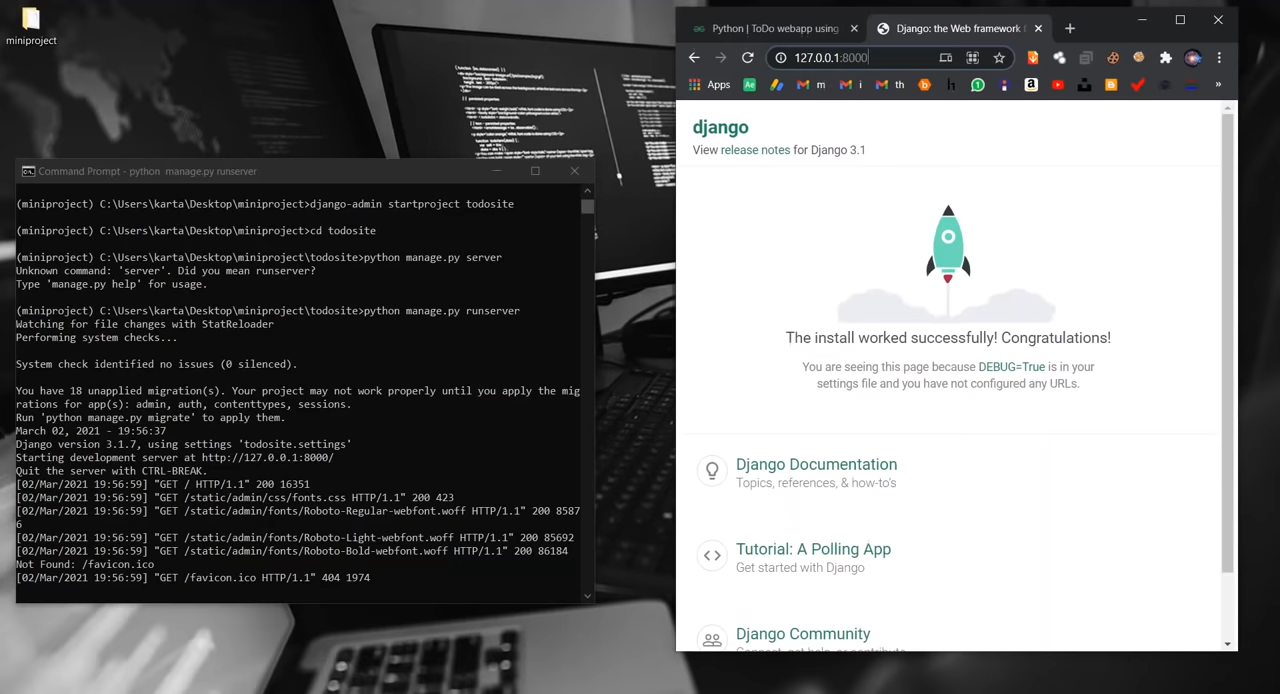 miniproject
Command Prompt - python  manage.py runserver
(miniproject) C:\Users\karta\Desktop\miniproject>django-admin startproject todosite
(miniproject) C:\Users\karta\Desktop\miniproject>cd todosite
(miniproject) C:\Users\karta\Desktop\miniproject\todosite>python manage.py server
Unknown command: 'server'. Did you mean runserver?
Type 'manage.py help' for usage.
(miniproject) C:\Users\karta\Desktop\miniproject\todosite>python manage.py runserver
Watching for file changes with StatReloader
Performing system checks...
System check identified no issues (0 silenced).
You have 18 unapplied migration(s). Your project may not work properly until you apply the mig
rations for app(s): admin, auth, contenttypes, sessions.
Run 'python manage.py migrate' to apply them.
March 02, 2021 - 19:56:37
Django version 3.1.7, using settings 'todosite.settings'
Starting development server at http://127.0.0.1:8000/
Quit the server with CTRL-BREAK.
[02/Mar/2021 19:56:59] "GET / HTTP/1.1" 200 16351
[02/Mar/2021 19:56:59] "GET /static/admin/css/fonts.css HTTP/1.1" 200 423
[02/Mar/2021 19:56:59] "GET /static/admin/fonts/Roboto-Regular-webfont.woff HTTP/1.1" 200 8587
6
[02/Mar/2021 19:56:59] "GET /static/admin/fonts/Roboto-Light-webfont.woff HTTP/1.1" 200 85692
[02/Mar/2021 19:56:59] "GET /static/admin/fonts/Roboto-Bold-webfont.woff HTTP/1.1" 200 86184
Not Found: /favicon.ico
[02/Mar/2021 19:56:59] "GET /favicon.ico HTTP/1.1" 404 1974
Python | ToDo webapp using
Django: the Web framework
127.0.0.1:8000
Apps Ae m i th
django
View release notes for Django 3.1
The install worked successfully! Congratulations!
You are seeing this page because DEBUG=True is in your
settings file and you have not configured any URLs.
Django Documentation
Topics, references, & how-to's
Tutorial: A Polling App
Get started with Django
Django Community
Connect, get help, or contribute